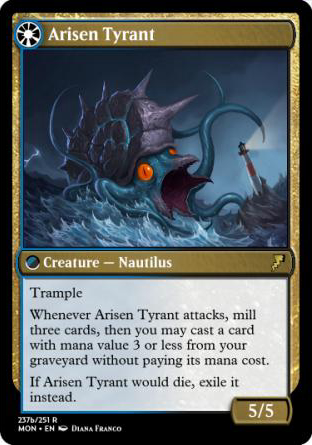 Arisen Tyrant
Creature — Nautilus
Trample
Whenever Arisen Tyrant attacks, mill
three cards, then you may cast a card
with mana value 3 or less from your
graveyard without paying its mana cost.
If Arisen Tyrant would die, exile it
instead.
5/5
237b/251 R
MON • EN Diana Franco